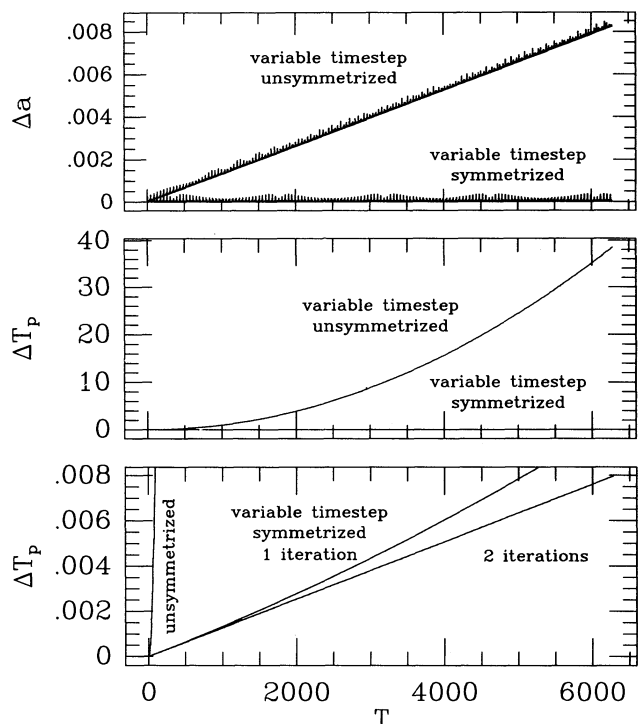 .008
.006
.004
.002
0
Δa
variable timestep
unsymmetrized
variable timestep
symmetrized
40
30
20
10
0
ΔTp
variable timestep
unsymmetrized
variable timestep
symmetrized
.008
.006
.004
.002
0
ΔTp
unsymmetrized
variable timestep
symmetrized
1 iteration
2 iterations
0
2000
4000
6000
T